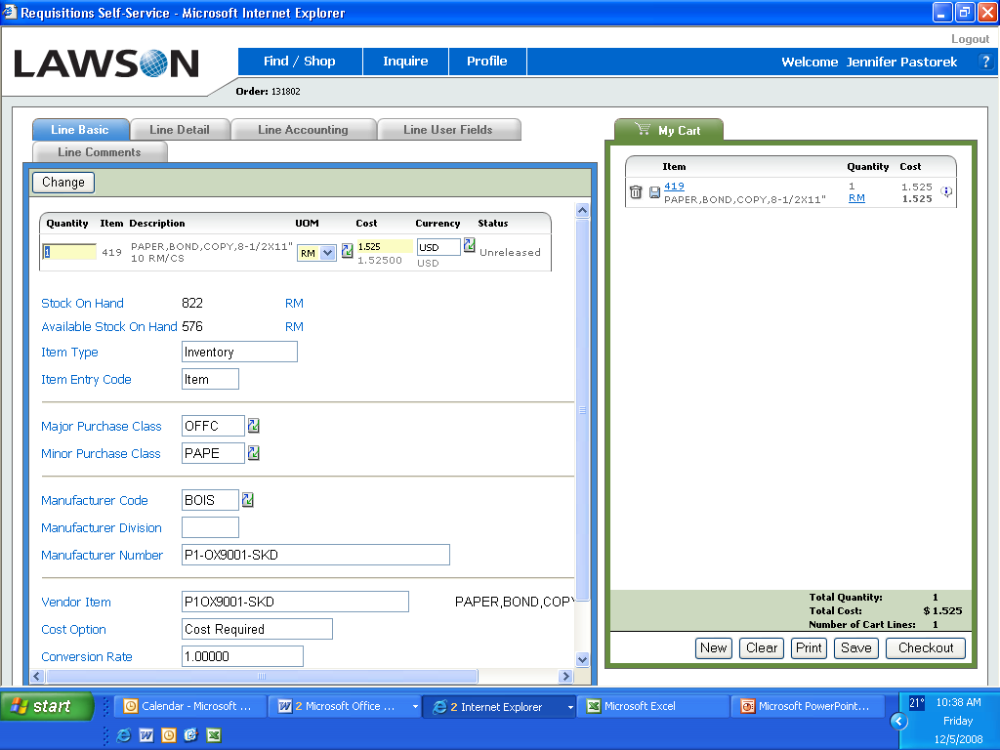 Requisitions Self-Service - Microsoft Internet Explorer
Logout
LAWSON
Find / Shop Inquire Profile Welcome Jennifer Pastorek ?
Order: 131802
Line Basic Line Detail Line Accounting Line User Fields
Line Comments
Change
Quantity Item Description UOM Cost Currency Status
1 419 PAPER,BOND,COPY,8-1/2X11" RM 1.525 USD Unreleased
10 RM/CS 1.52500 USD
Stock On Hand 822 RM
Available Stock On Hand 576 RM
Item Type Inventory
Item Entry Code Item
Major Purchase Class OFFC
Minor Purchase Class PAPE
Manufacturer Code BOIS
Manufacturer Division
Manufacturer Number P1-OX9001-SKD
Vendor Item P1OX9001-SKD PAPER,BOND,COPY
Cost Option Cost Required
Conversion Rate 1.00000
My Cart
Item Quantity Cost
419 1 1.525
PAPER,BOND,COPY,8-1/2X11" RM 1.525
Total Quantity: 1
Total Cost: $ 1.525
Number of Cart Lines: 1
New Clear Print Save Checkout
start Calendar - Microsoft ... 2 Microsoft Office ... 2 Internet Explorer Microsoft Excel Microsoft PowerPoint... 21° 10:38 AM
Friday
12/5/2008